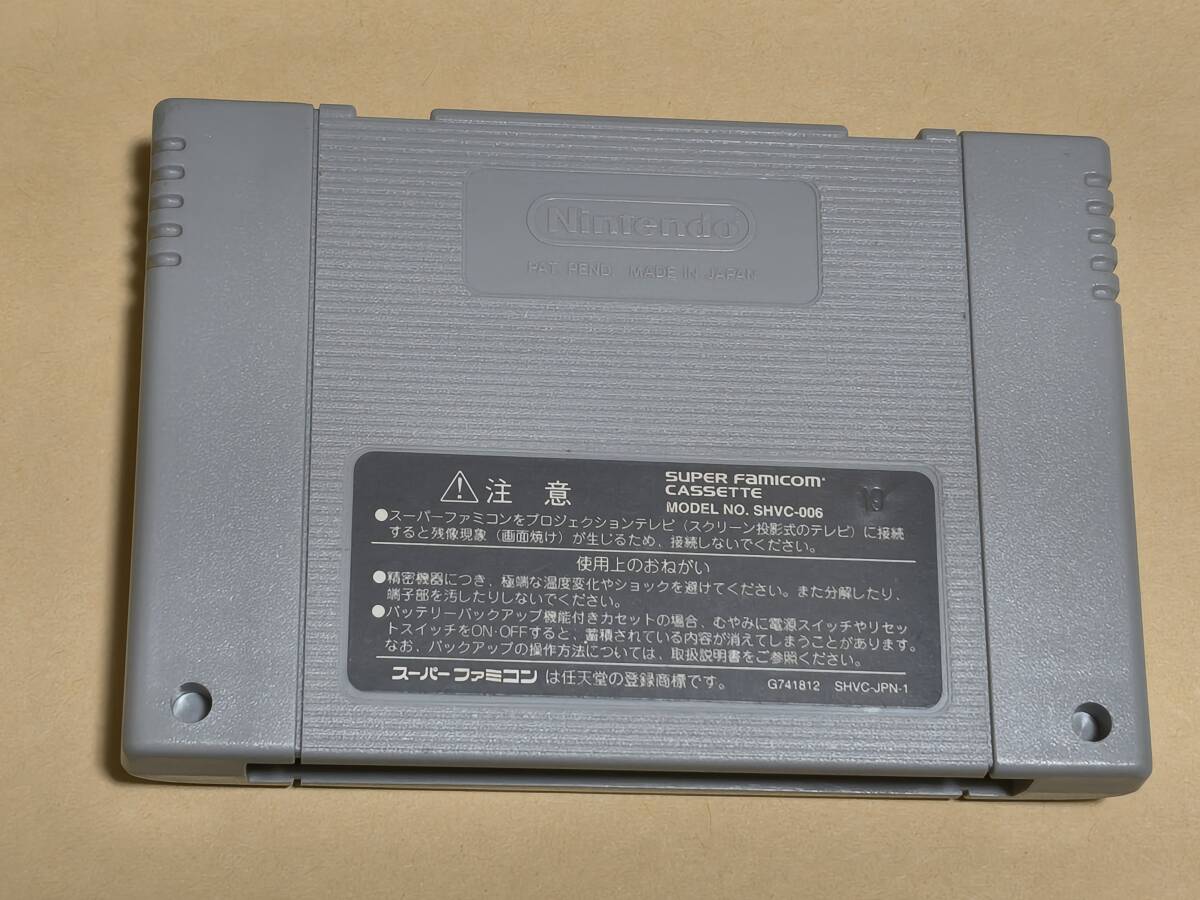 Nintendo
PAT. PEND. MADE IN JAPAN
⚠注 意
SUPER FAMICOM
CASSETTE
MODEL NO. SHVC-006
19
●スーパーファミコンをプロジェクションテレビ（スクリーン投影式のテレビ）に接続
すると残像現象（画面焼け）が生じるため、接続しないでください。
使用上のおねがい
●精密機器につき、極端な温度変化やショックを避けてください。また分解したり、
端子部を汚したりしないでください。
●バッテリーバックアップ機能付きカセットの場合、むやみに電源スイッチやリセッ
トスイッチをON・OFFすると、蓄積されている内容が消えてしまうことがあります。
なお、バックアップの操作方法については、取扱説明書をご参照ください。
スーパーファミコン は任天堂の登録商標です。
G741812 SHVC-JPN-1